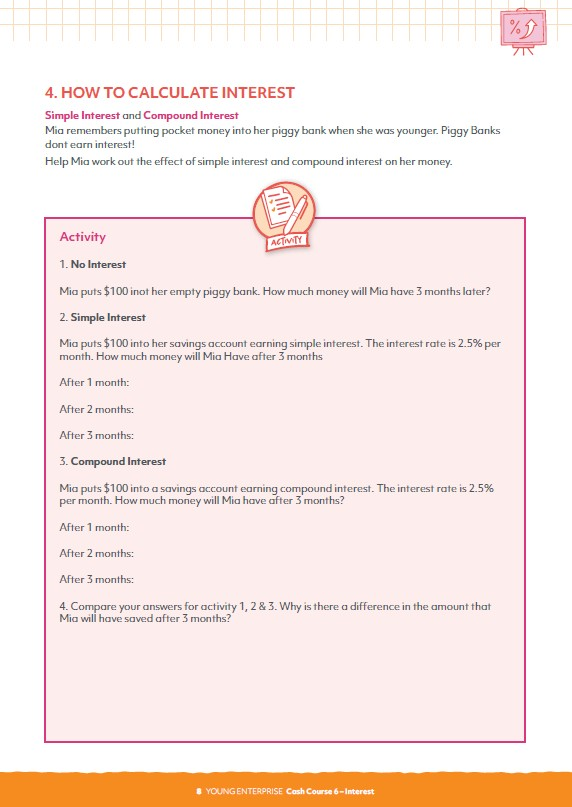 %
4. HOW TO CALCULATE INTEREST
Simple Interest and Compound Interest
Mia remembers putting pocket money into her piggy bank when she was younger. Piggy Banks
dont earn interest!
Help Mia work out the effect of simple interest and compound interest on her money.
ACTIVITY
Activity
1. No Interest
Mia puts $100 inot her empty piggy bank. How much money will Mia have 3 months later?
2. Simple Interest
Mia puts $100 into her savings account earning simple interest. The interest rate is 2.5% per
month. How much money will Mia Have after 3 months
After 1 month:
After 2 months:
After 3 months:
3. Compound Interest
Mia puts $100 into a savings account earning compound interest. The interest rate is 2.5%
per month. How much money will Mia have after 3 months?
After 1 month:
After 2 months:
After 3 months:
4. Compare your answers for activity 1, 2 & 3. Why is there a difference in the amount that
Mia will have saved after 3 months?
8 YOUNG ENTERPRISE Cash Course 6 – Interest